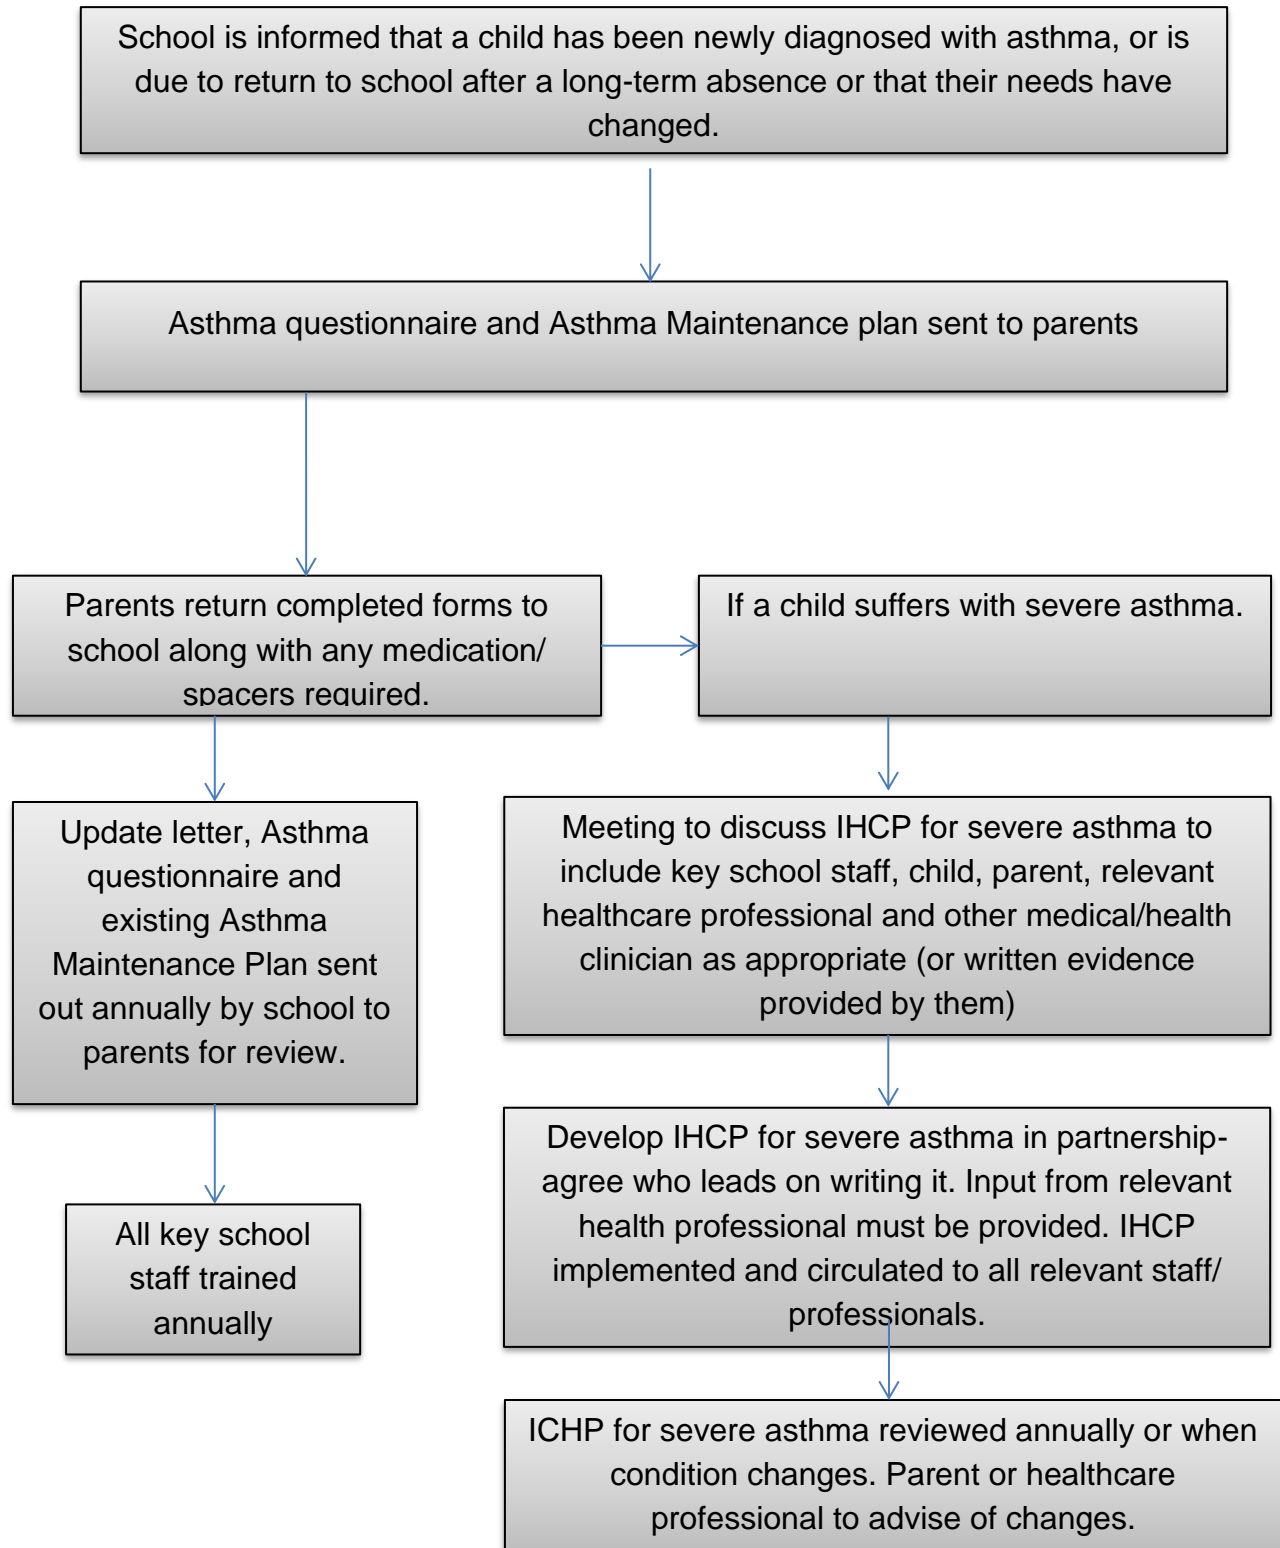 School is informed that a child has been newly diagnosed with asthma, or is
due to return to school after a long-term absence or that their needs have
changed.
Asthma questionnaire and Asthma Maintenance plan sent to parents
Parents return completed forms to
school along with any medication/
spacers required.
If a child suffers with severe asthma.
Update letter, Asthma
questionnaire and
existing Asthma
Maintenance Plan sent
out annually by school to
parents for review.
Meeting to discuss IHCP for severe asthma to
include key school staff, child, parent, relevant
healthcare professional and other medical/health
clinician as appropriate (or written evidence
provided by them)
All key school
staff trained
annually
Develop IHCP for severe asthma in partnership-
agree who leads on writing it. Input from relevant
health professional must be provided. IHCP
implemented and circulated to all relevant staff/
professionals.
ICHP for severe asthma reviewed annually or when
condition changes. Parent or healthcare
professional to advise of changes.